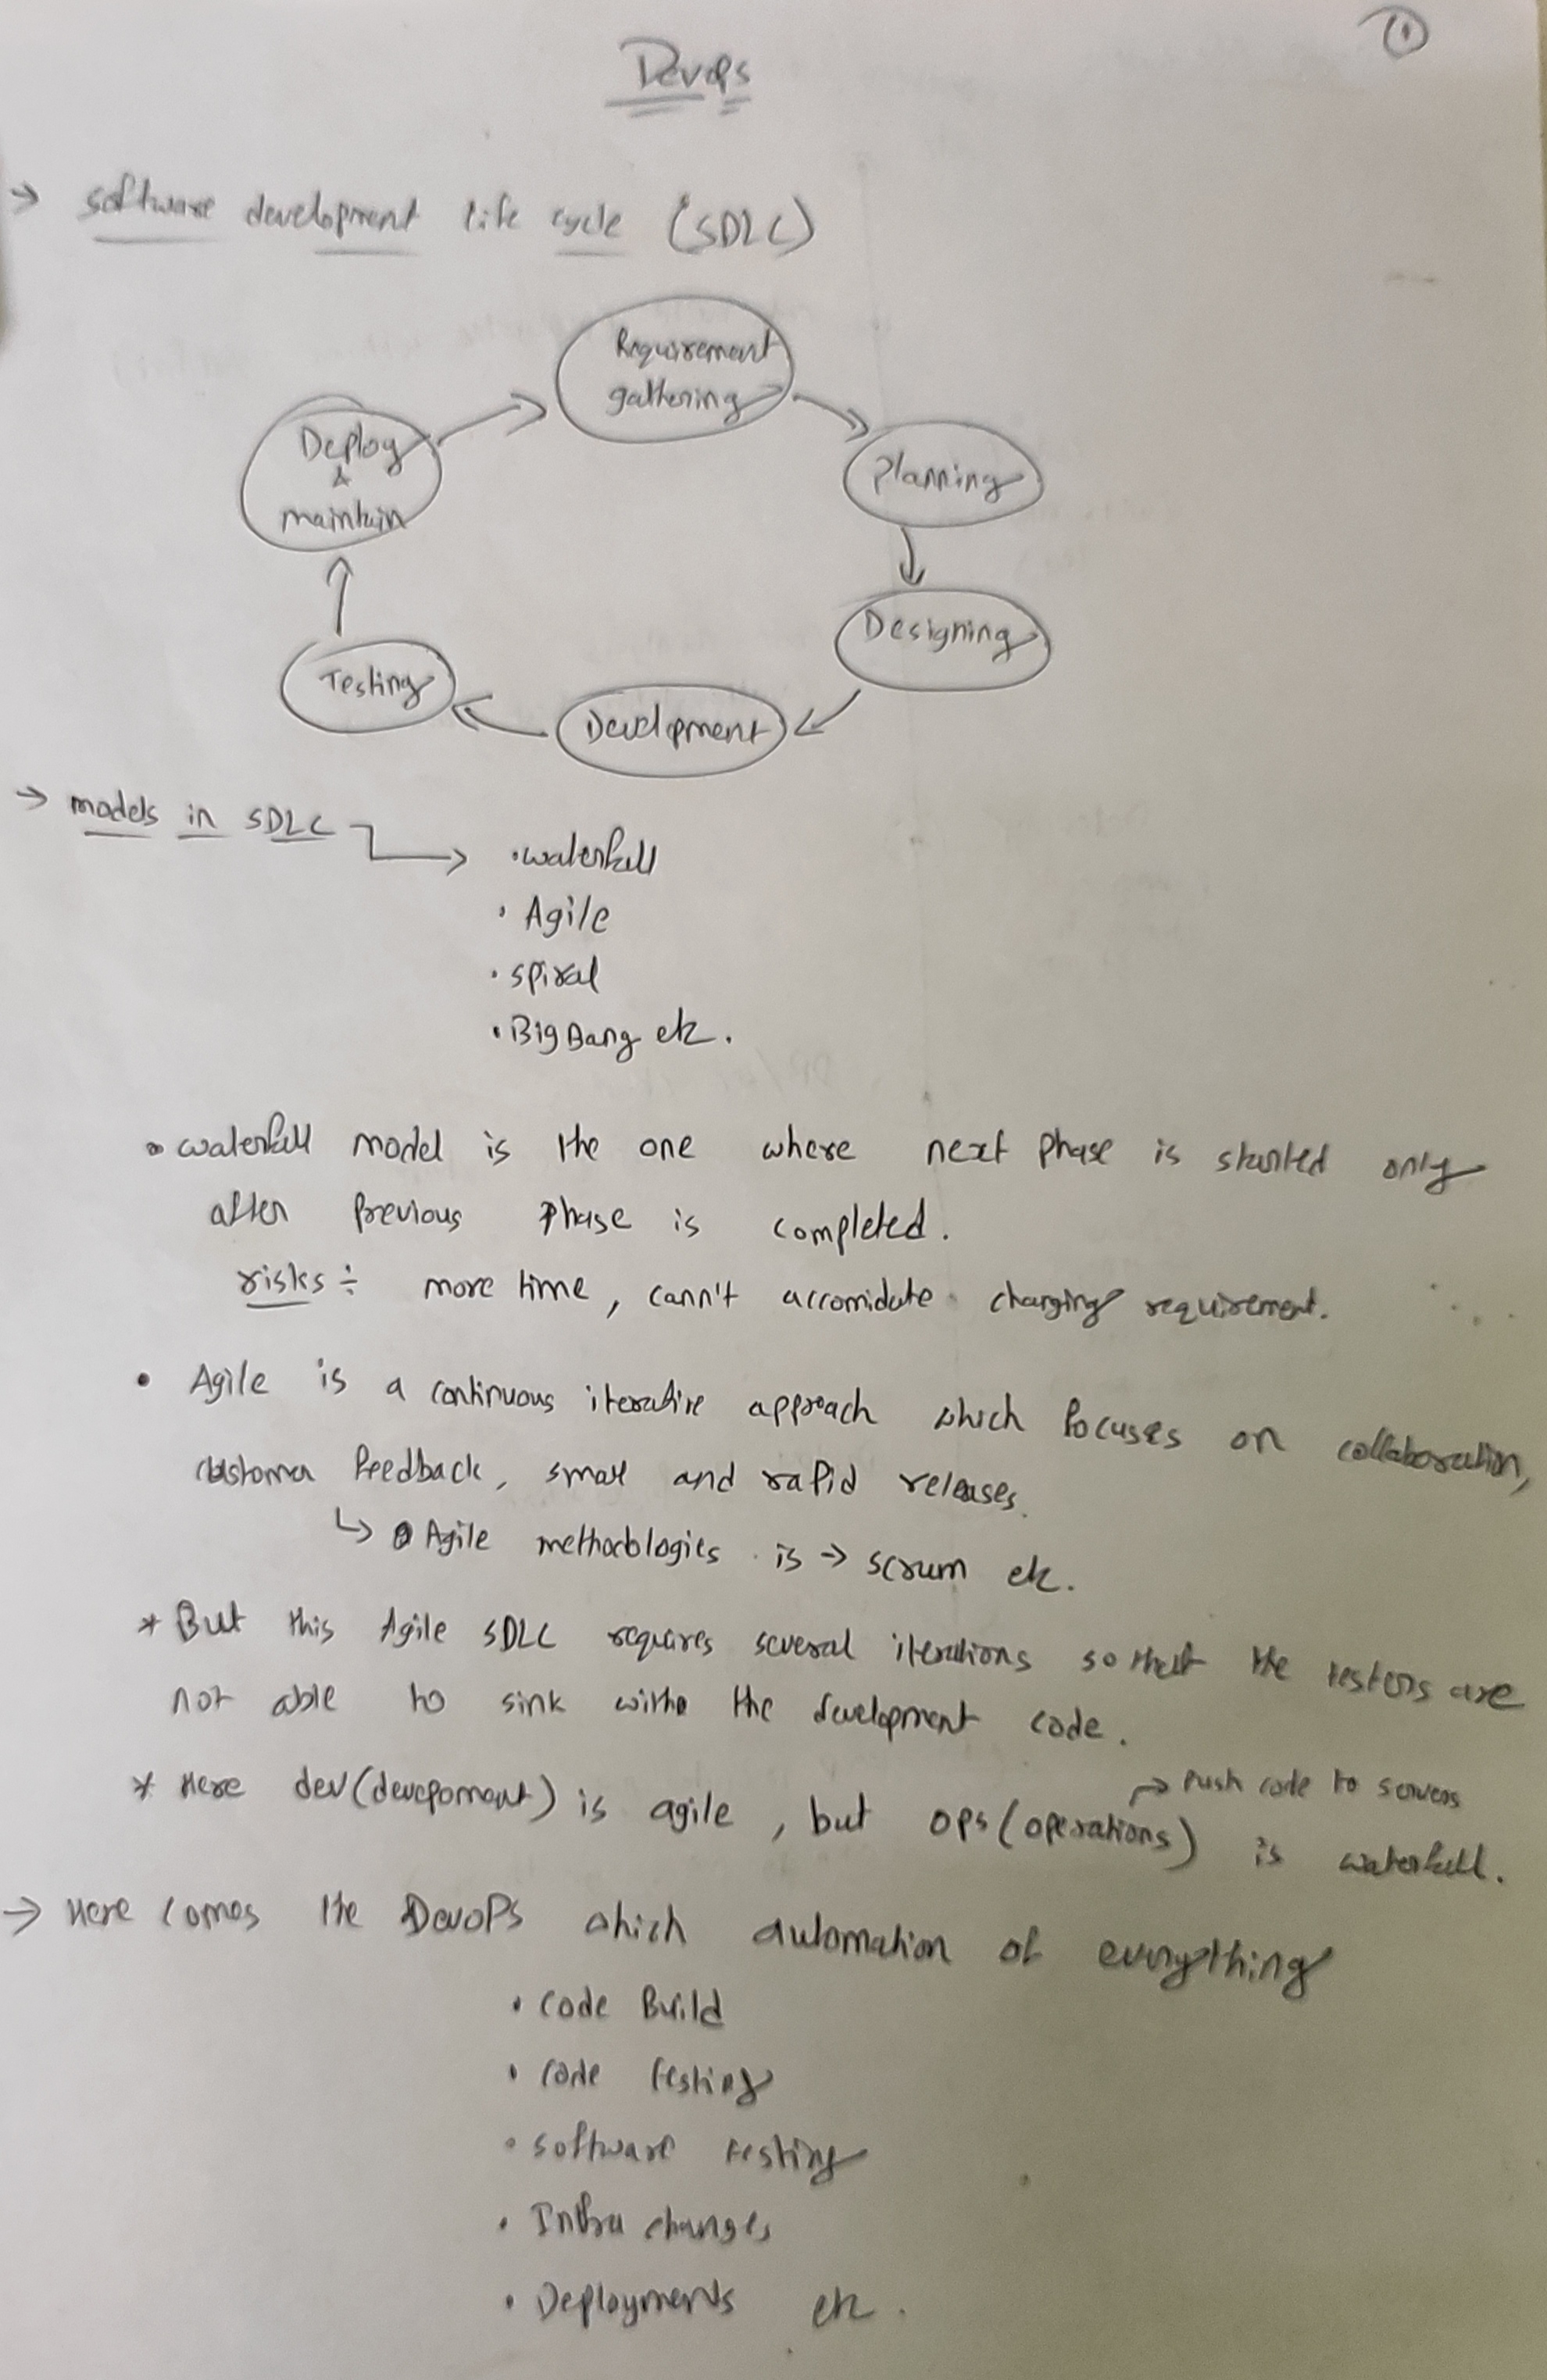 1
DevOps
→ software development life cycle (SDLC)
Requirement
gathering
Planning
Designing
Development
Testing
Deploy
&
maintain
→ models in SDLC → • waterfall
• Agile
• spiral
• Big Bang etc.
• waterfall model is the one where next phase is started only
after previous phase is completed.
risks ÷ more time, cann't accomidate changing requirement.
• Agile is a continuous iterative approach which focuses on collaboration,
customer feedback, small and rapid releases.
↳ Agile methodologies is → scrum etc.
* But this Agile SDLC requires several iterations so that the testers are
not able to sink with the development code.
→ Push code to servers
* Here dev(devepoment) is agile, but ops(operations) is waterfall.
→ Here comes the DevOPs which automation of everything
• code Build
• code testing
• software testing
• Infra changes
• Deployments etc.